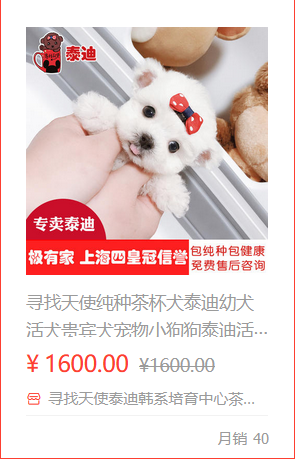 泰迪
专卖泰迪
极有家 上海四皇冠信誉
包纯种包健康
免费售后咨询
寻找天使纯种茶杯犬泰迪幼犬
活犬贵宾犬宠物小狗狗泰迪活...
¥ 1600.00 ¥1600.00
寻找天使泰迪韩系培育中心茶...
月销 40